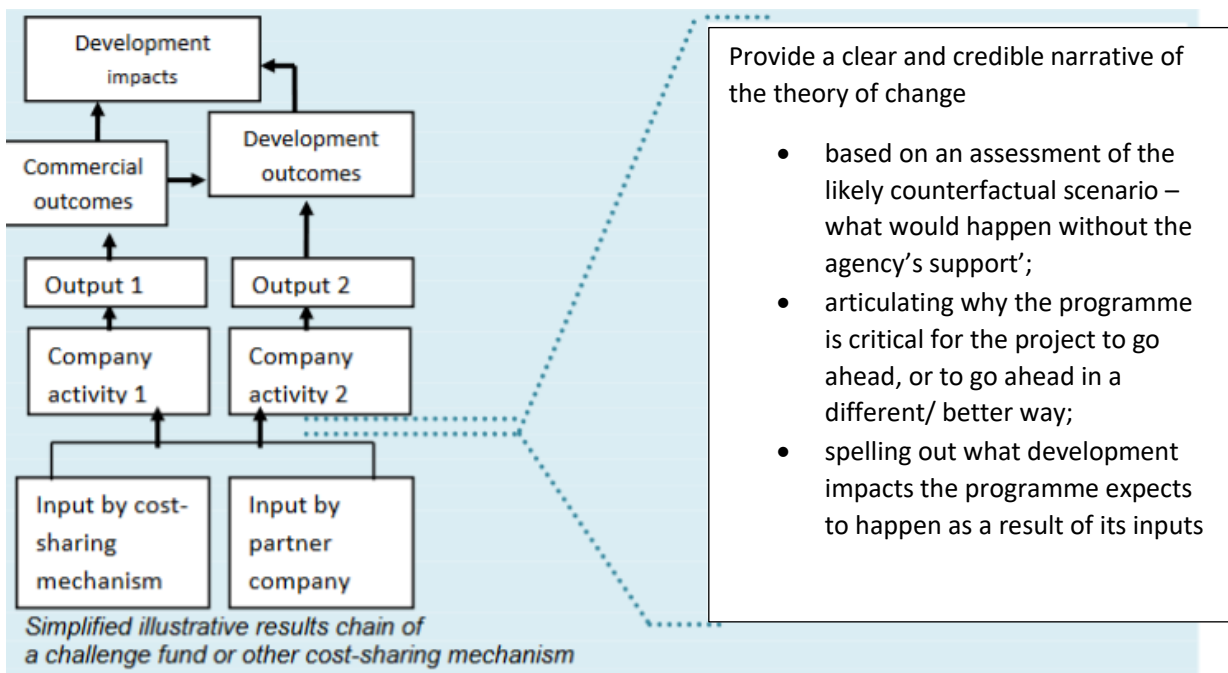 Development
impacts
Development
outcomes
Commercial
outcomes
Output 1
Output 2
Company
activity 1
Company
activity 2
Input by cost-
sharing
mechanism
Input by
partner
company
Simplified illustrative results chain of
a challenge fund or other cost-sharing mechanism
Provide a clear and credible narrative of
the theory of change
• based on an assessment of the
likely counterfactual scenario –
what would happen without the
agency’s support’;
• articulating why the programme
is critical for the project to go
ahead, or to go ahead in a
different/ better way;
• spelling out what development
impacts the programme expects
to happen as a result of its inputs